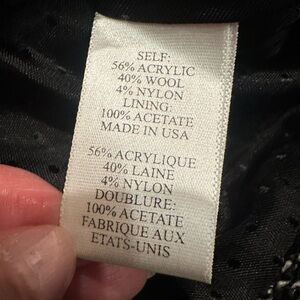 SELF:
56% ACRYLIC
40% WOOL
4% NYLON
LINING:
100% ACETATE
MADE IN USA
56% ACRYLIQUE
40% LAINE
4% NYLON
DOUBLURE:
100% ACETATE
FABRIQUE AUX
ETATS-UNIS